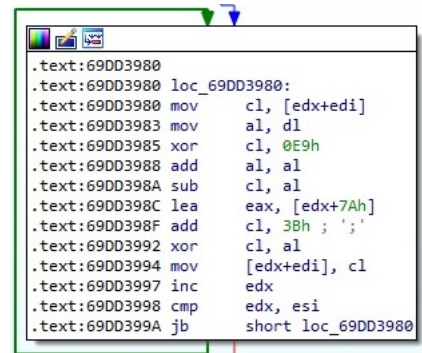 .text:69DD3980
.text:69DD3980 loc_69DD3980:
.text:69DD3980 mov cl, [edx+edi]
.text:69DD3983 mov al, dl
.text:69DD3985 xor cl, 0E9h
.text:69DD3988 add al, al
.text:69DD398A sub cl, al
.text:69DD398C lea eax, [edx+7Ah]
.text:69DD398F add cl, 3Bh ; ';'
.text:69DD3992 xor cl, al
.text:69DD3994 mov [edx+edi], cl
.text:69DD3997 inc edx
.text:69DD3998 cmp edx, esi
.text:69DD399A jb short loc_69DD3980